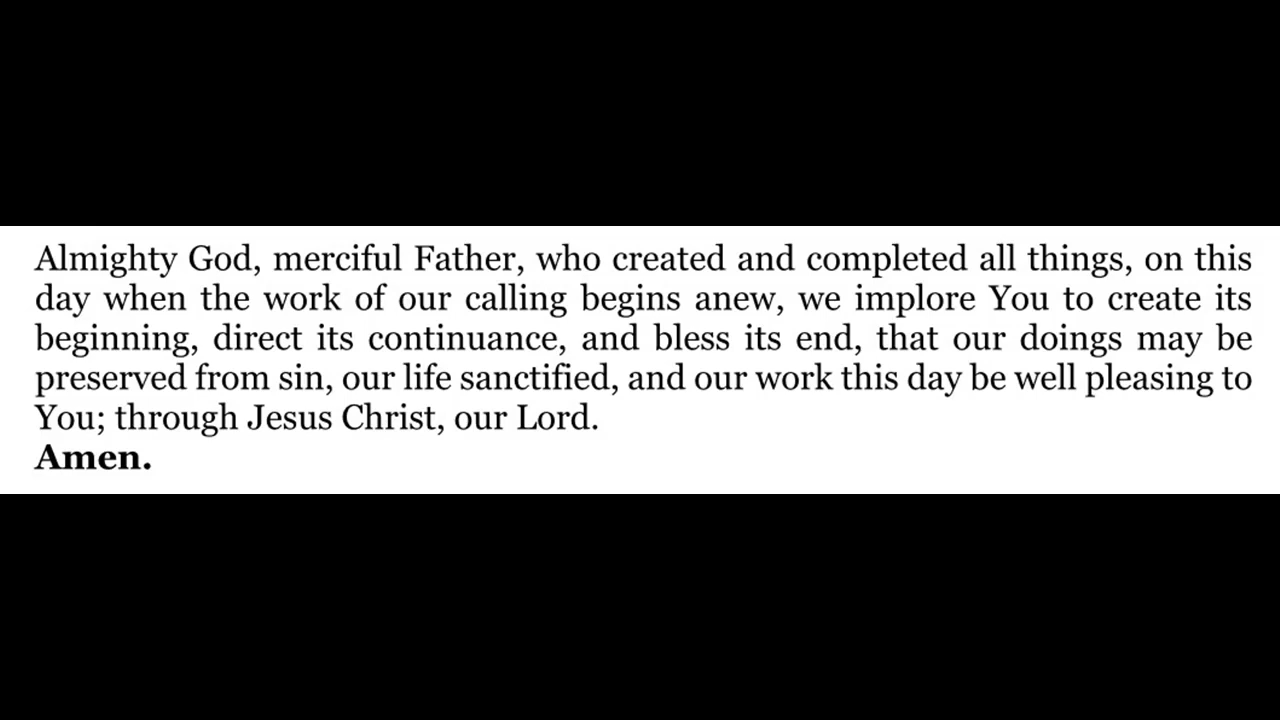 Almighty God, merciful Father, who created and completed all things, on this
day when the work of our calling begins anew, we implore You to create its
beginning, direct its continuance, and bless its end, that our doings may be
preserved from sin, our life sanctified, and our work this day be well pleasing to
You; through Jesus Christ, our Lord.
Amen.